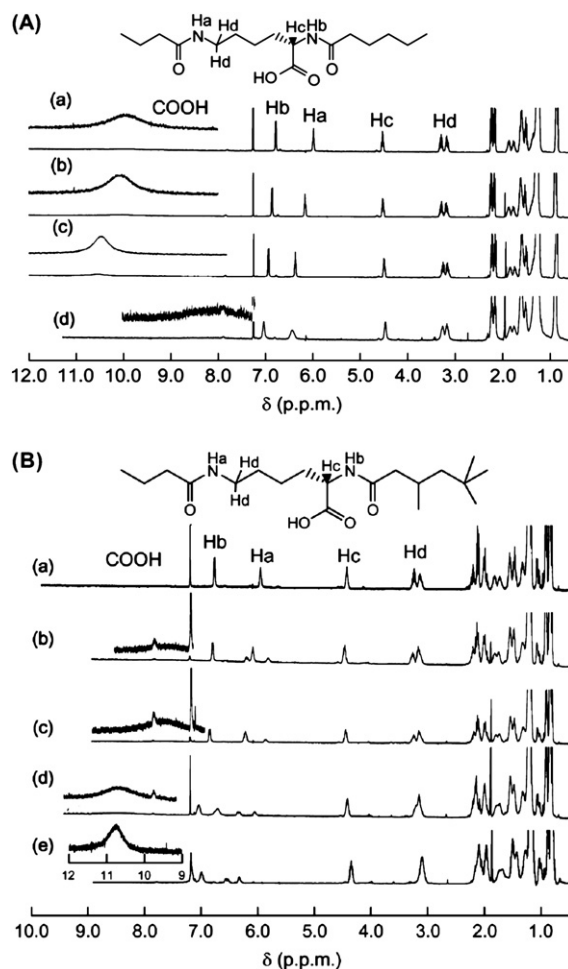 (A)
Ha
Hd
Hc
Hb
N
N
Hd
O
HO
O
O
(a)
COOH
Hb
Ha
Hc
Hd
(b)
(c)
(d)
12.0 11.0 10.0 9.0 8.0 7.0 6.0 5.0 4.0 3.0 2.0 1.0
δ (p.p.m.)
(B)
Ha
Hd
Hc
Hb
N
N
Hd
O
HO
O
O
(a)
COOH
Hb
Ha
Hc
Hd
(b)
(c)
(d)
(e)
12 11 10 9
10.0 9.0 8.0 7.0 6.0 5.0 4.0 3.0 2.0 1.0
δ (p.p.m.)